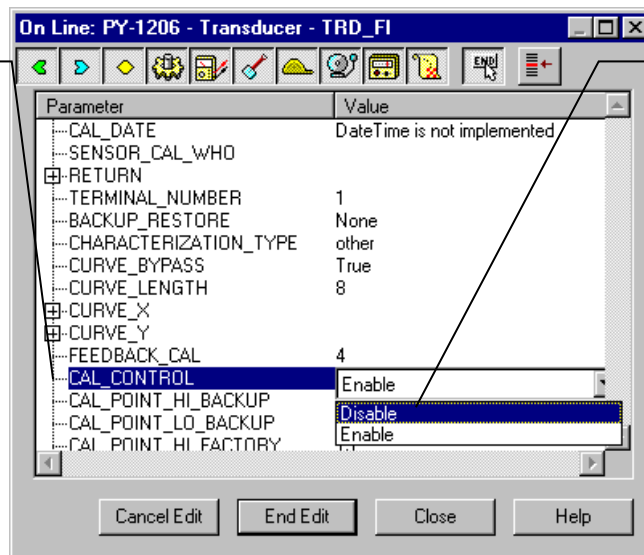 On Line: PY-1206 - Transducer - TRD_FI
END
Parameter Value
CAL_DATE DateTime is not implemented
SENSOR_CAL_WHO
RETURN
TERMINAL_NUMBER 1
BACKUP_RESTORE None
CHARACTERIZATION_TYPE other
CURVE_BYPASS True
CURVE_LENGTH 8
CURVE_X
CURVE_Y
FEEDBACK_CAL 4
CAL_CONTROL Enable
CAL_POINT_HI_BACKUP Disable
CAL_POINT_LO_BACKUP Enable
CAL_POINT_HI_FACTORY
Cancel Edit End Edit Close Help